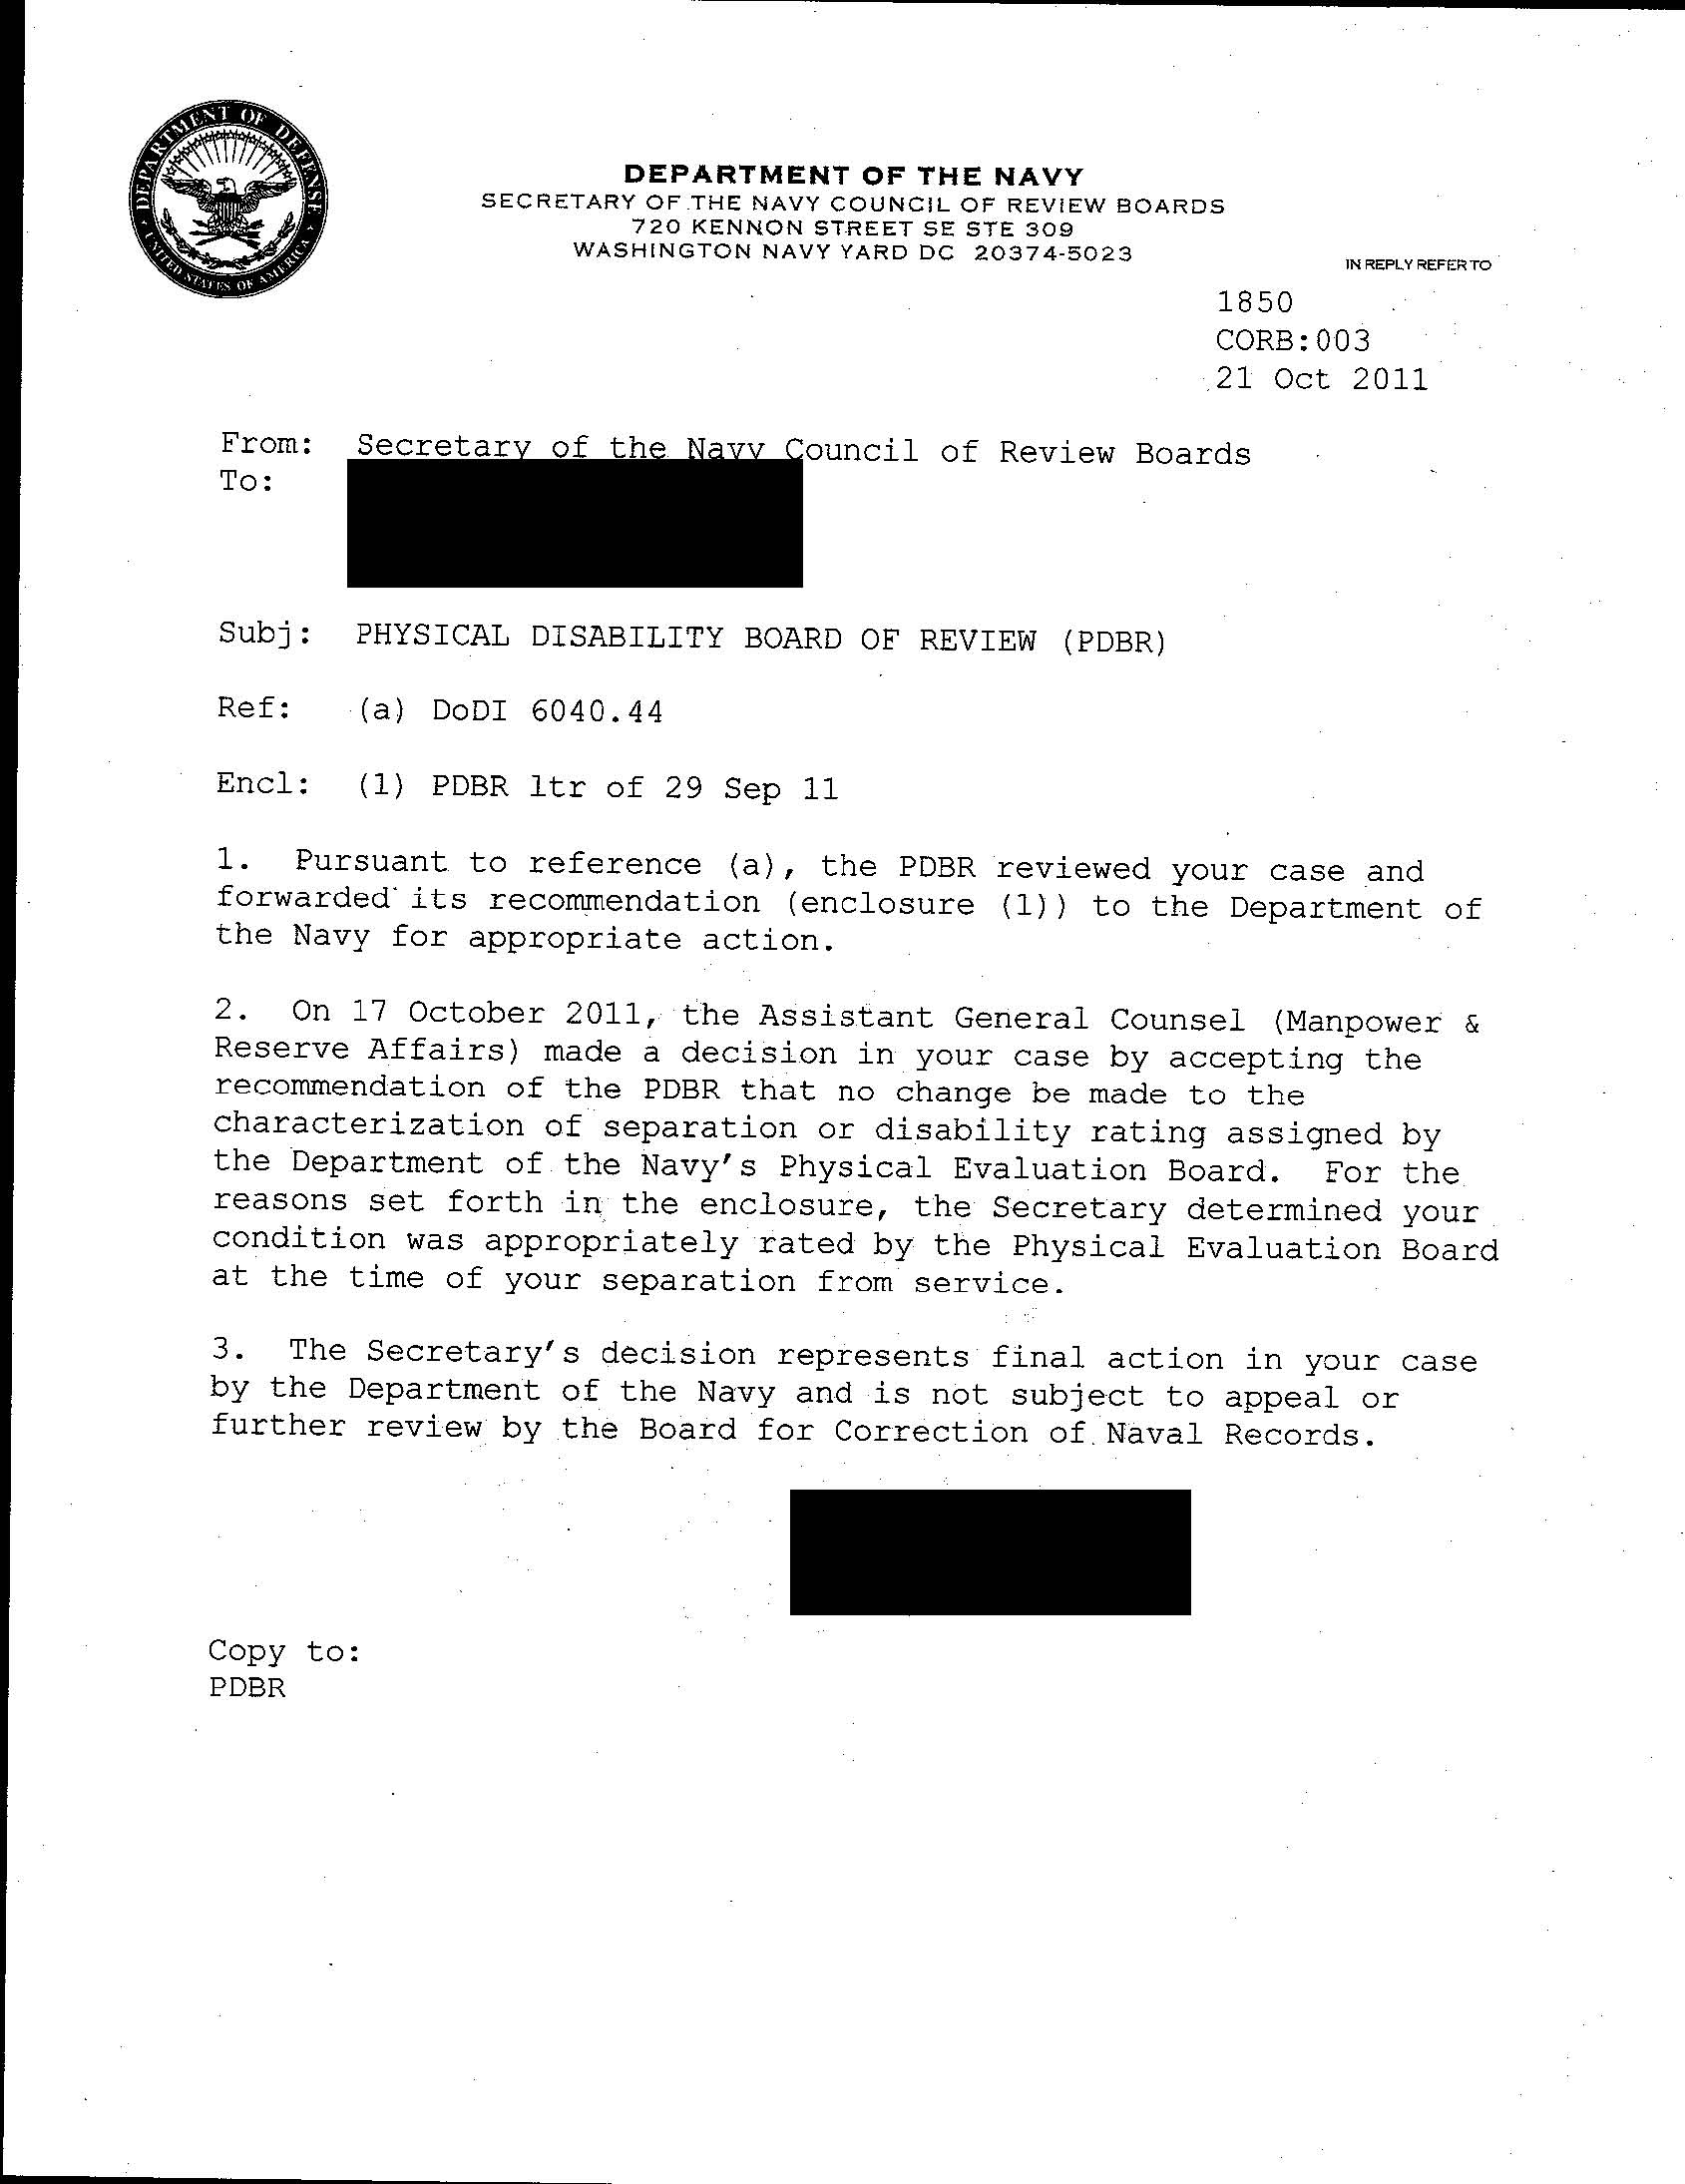 DEPARTMENT OF DEFENSE
UNITED STATES OF AMERICA
DEPARTMENT OF THE NAVY
SECRETARY OF THE NAVY COUNCIL OF REVIEW BOARDS
720 KENNON STREET SE STE 309
WASHINGTON NAVY YARD DC 20374-5023
IN REPLY REFER TO
1850
CORB:003
21 Oct 2011
From: Secretary of the Navy Council of Review Boards
To:
Subj: PHYSICAL DISABILITY BOARD OF REVIEW (PDBR)
Ref: (a) DoDI 6040.44
Encl: (1) PDBR ltr of 29 Sep 11
1. Pursuant to reference (a), the PDBR reviewed your case and
forwarded its recommendation (enclosure (1)) to the Department of
the Navy for appropriate action.
2. On 17 October 2011, the Assistant General Counsel (Manpower &
Reserve Affairs) made a decision in your case by accepting the
recommendation of the PDBR that no change be made to the
characterization of separation or disability rating assigned by
the Department of the Navy's Physical Evaluation Board. For the
reasons set forth in the enclosure, the Secretary determined your
condition was appropriately rated by the Physical Evaluation Board
at the time of your separation from service.
3. The Secretary's decision represents final action in your case
by the Department of the Navy and is not subject to appeal or
further review by the Board for Correction of Naval Records.
Copy to:
PDBR